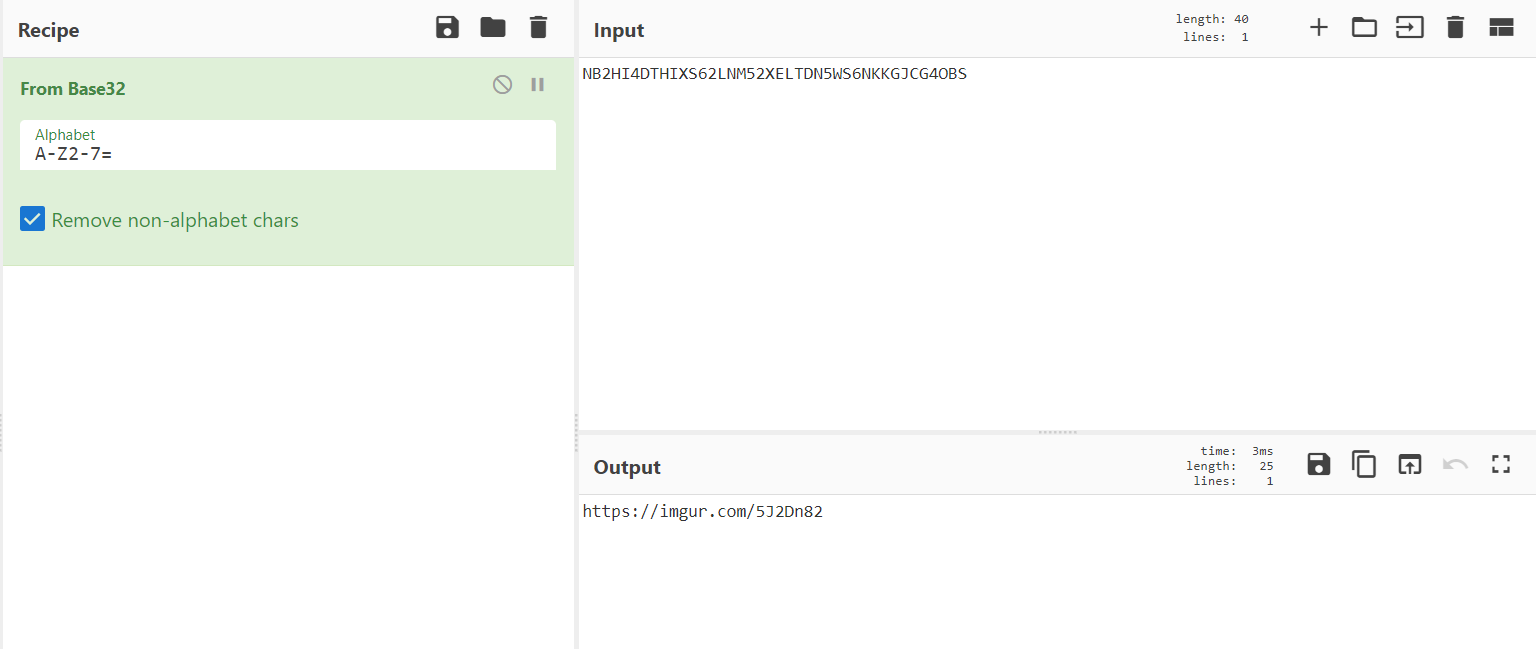 Recipe
From Base32
Alphabet
A-Z2-7=
Remove non-alphabet chars
Input
length: 40
lines: 1
NB2HI4DTHIXS62LNM52XELTDN5WS6NKKGJCG4OBS
Output
time: 3ms
length: 25
lines: 1
https://imgur.com/5J2Dn82